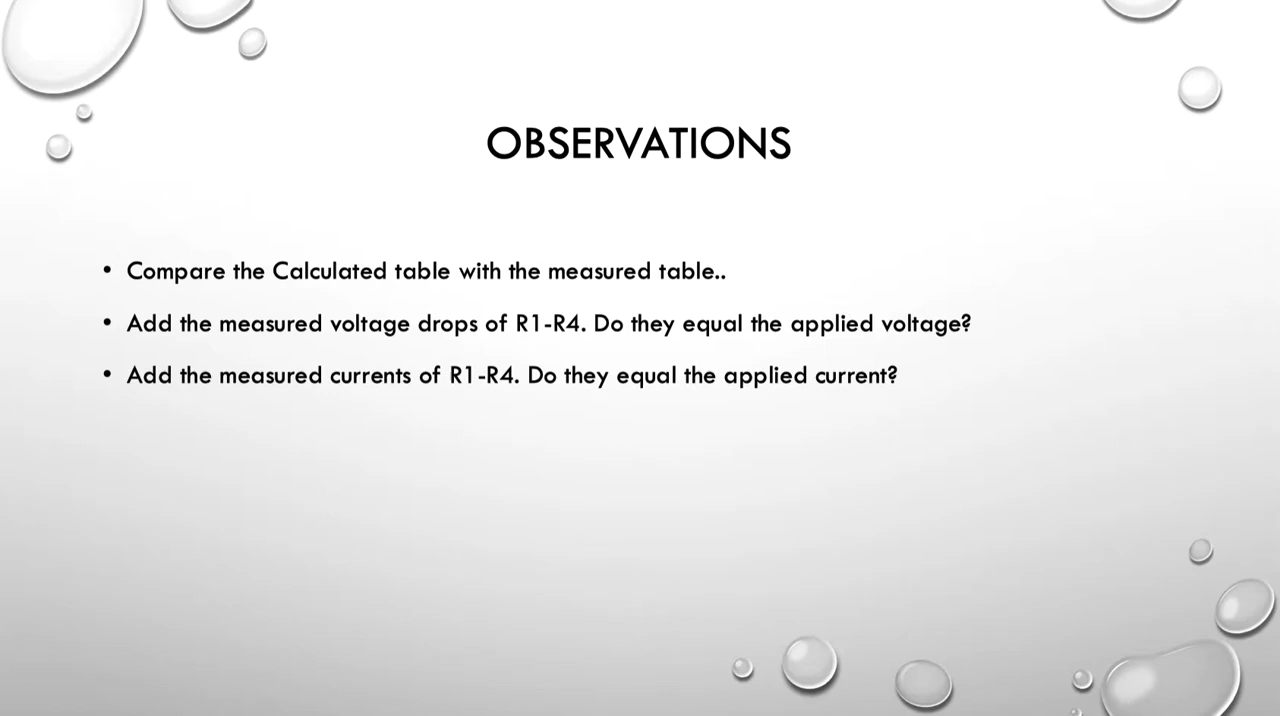 OBSERVATIONS
• Compare the Calculated table with the measured table..
• Add the measured voltage drops of R1-R4. Do they equal the applied voltage?
• Add the measured currents of R1-R4. Do they equal the applied current?